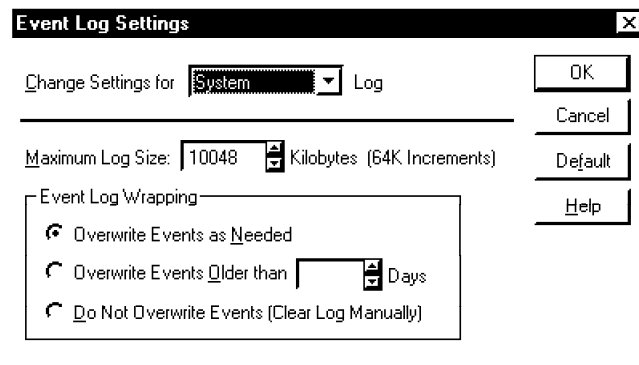 Event Log Settings
Change Settings for System Log
OK
Cancel
Maximum Log Size: 10048 Kilobytes (64K Increments)
Default
Event Log Wrapping
Help
Overwrite Events as Needed
Overwrite Events Older than Days
Do Not Overwrite Events (Clear Log Manually)